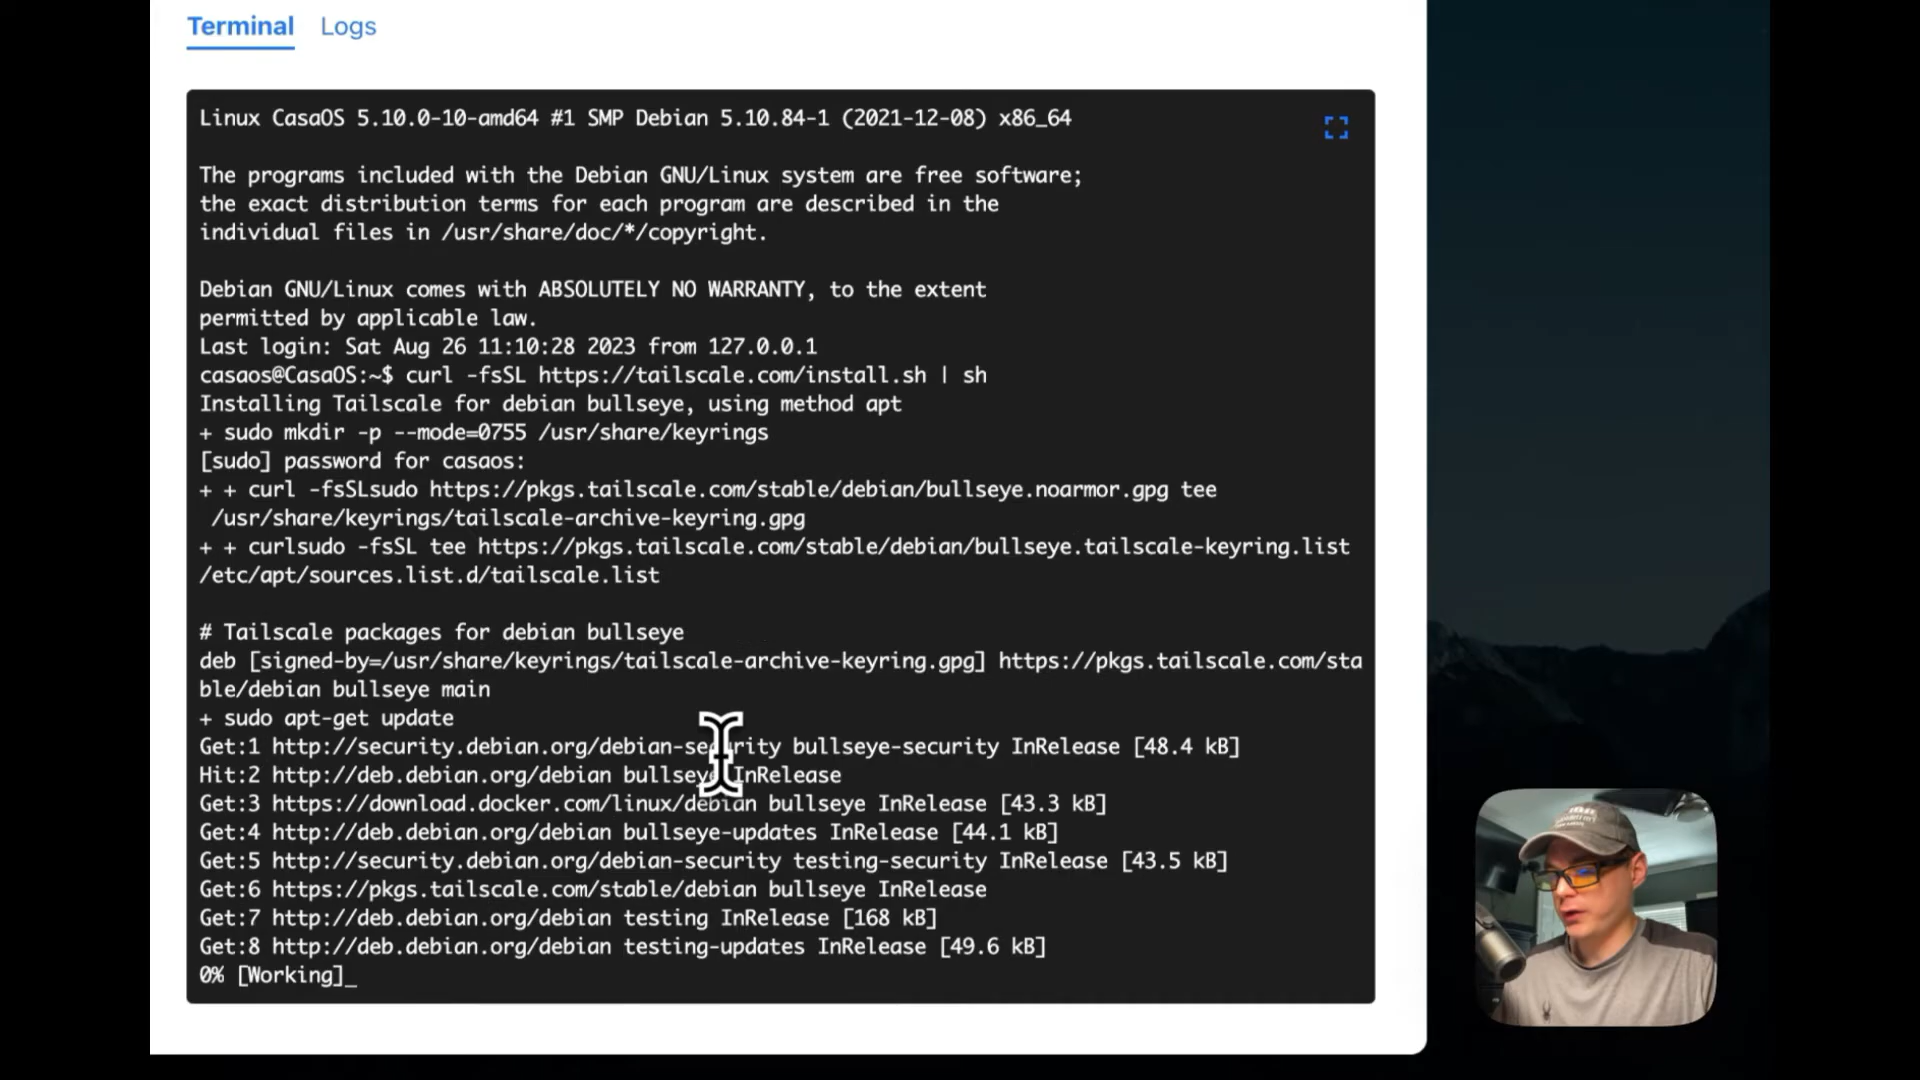 Terminal Logs
Linux CasaOS 5.10.0-10-amd64 #1 SMP Debian 5.10.84-1 (2021-12-08) x86_64
The programs included with the Debian GNU/Linux system are free software;
the exact distribution terms for each program are described in the
individual files in /usr/share/doc/*/copyright.
Debian GNU/Linux comes with ABSOLUTELY NO WARRANTY, to the extent
permitted by applicable law.
Last login: Sat Aug 26 11:10:28 2023 from 127.0.0.1
casaos@CasaOS:~$ curl -fsSL https://tailscale.com/install.sh | sh
Installing Tailscale for debian bullseye, using method apt
+ sudo mkdir -p --mode=0755 /usr/share/keyrings
[sudo] password for casaos:
+ + curl -fsSLsudo https://pkgs.tailscale.com/stable/debian/bullseye.noarmor.gpg tee
/usr/share/keyrings/tailscale-archive-keyring.gpg
+ + curlsudo -fsSL tee https://pkgs.tailscale.com/stable/debian/bullseye.tailscale-keyring.list
/etc/apt/sources.list.d/tailscale.list
# Tailscale packages for debian bullseye
deb [signed-by=/usr/share/keyrings/tailscale-archive-keyring.gpg] https://pkgs.tailscale.com/sta
ble/debian bullseye main
+ sudo apt-get update
Get:1 http://security.debian.org/debian-security bullseye-security InRelease [48.4 kB]
Hit:2 http://deb.debian.org/debian bullseye InRelease
Get:3 https://download.docker.com/linux/debian bullseye InRelease [43.3 kB]
Get:4 http://deb.debian.org/debian bullseye-updates InRelease [44.1 kB]
Get:5 http://security.debian.org/debian-security testing-security InRelease [43.5 kB]
Get:6 https://pkgs.tailscale.com/stable/debian bullseye InRelease
Get:7 http://deb.debian.org/debian testing InRelease [168 kB]
Get:8 http://deb.debian.org/debian testing-updates InRelease [49.6 kB]
0% [Working]_